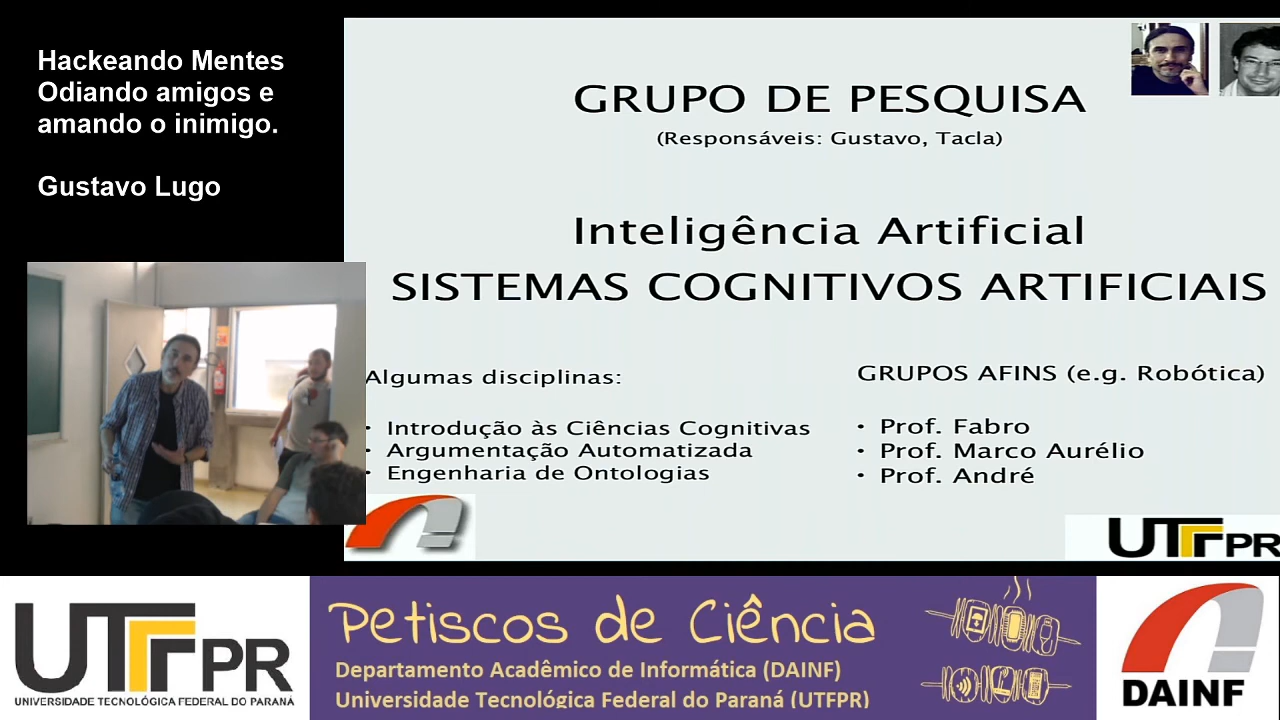 Hackeando Mentes
Odiando amigos e
amando o inimigo.
Gustavo Lugo
GRUPO DE PESQUISA
(Responsáveis: Gustavo, Tacla)
Inteligência Artificial
SISTEMAS COGNITIVOS ARTIFICIAIS
Algumas disciplinas:
• Introdução às Ciências Cognitivas
• Argumentação Automatizada
• Engenharia de Ontologias
GRUPOS AFINS (e.g. Robótica)
• Prof. Fabro
• Prof. Marco Aurélio
• Prof. André
UTFPR
UTFPR
UNIVERSIDADE TECNOLÓGICA FEDERAL DO PARANÁ
Petiscos de Ciência
Departamento Acadêmico de Informática (DAINF)
Universidade Tecnológica Federal do Paraná (UTFPR)
DAINF